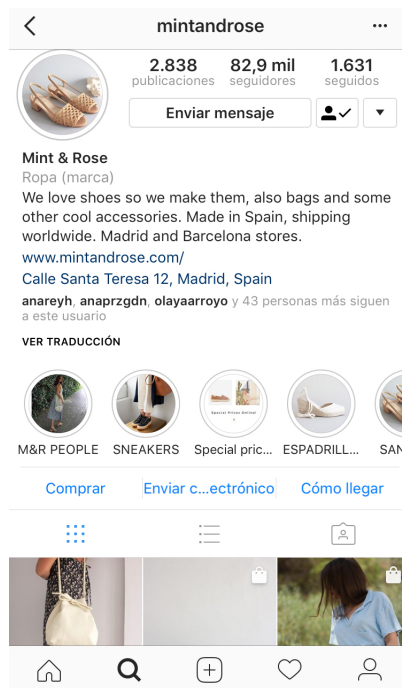 mintandrose
2.838 82,9 mil 1.631
publicaciones seguidores seguidos
Enviar mensaje
Mint & Rose
Ropa (marca)
We love shoes so we make them, also bags and some
other cool accessories. Made in Spain, shipping
worldwide. Madrid and Barcelona stores.
www.mintandrose.com/
Calle Santa Teresa 12, Madrid, Spain
anareyh, anaprzgdn, olayaarroyo y 43 personas más siguen
a este usuario
VER TRADUCCIÓN
Special Prices Online!
M&R PEOPLE SNEAKERS Special pric... ESPADRILL... SAN
Comprar Enviar c...ectrónico Cómo llegar